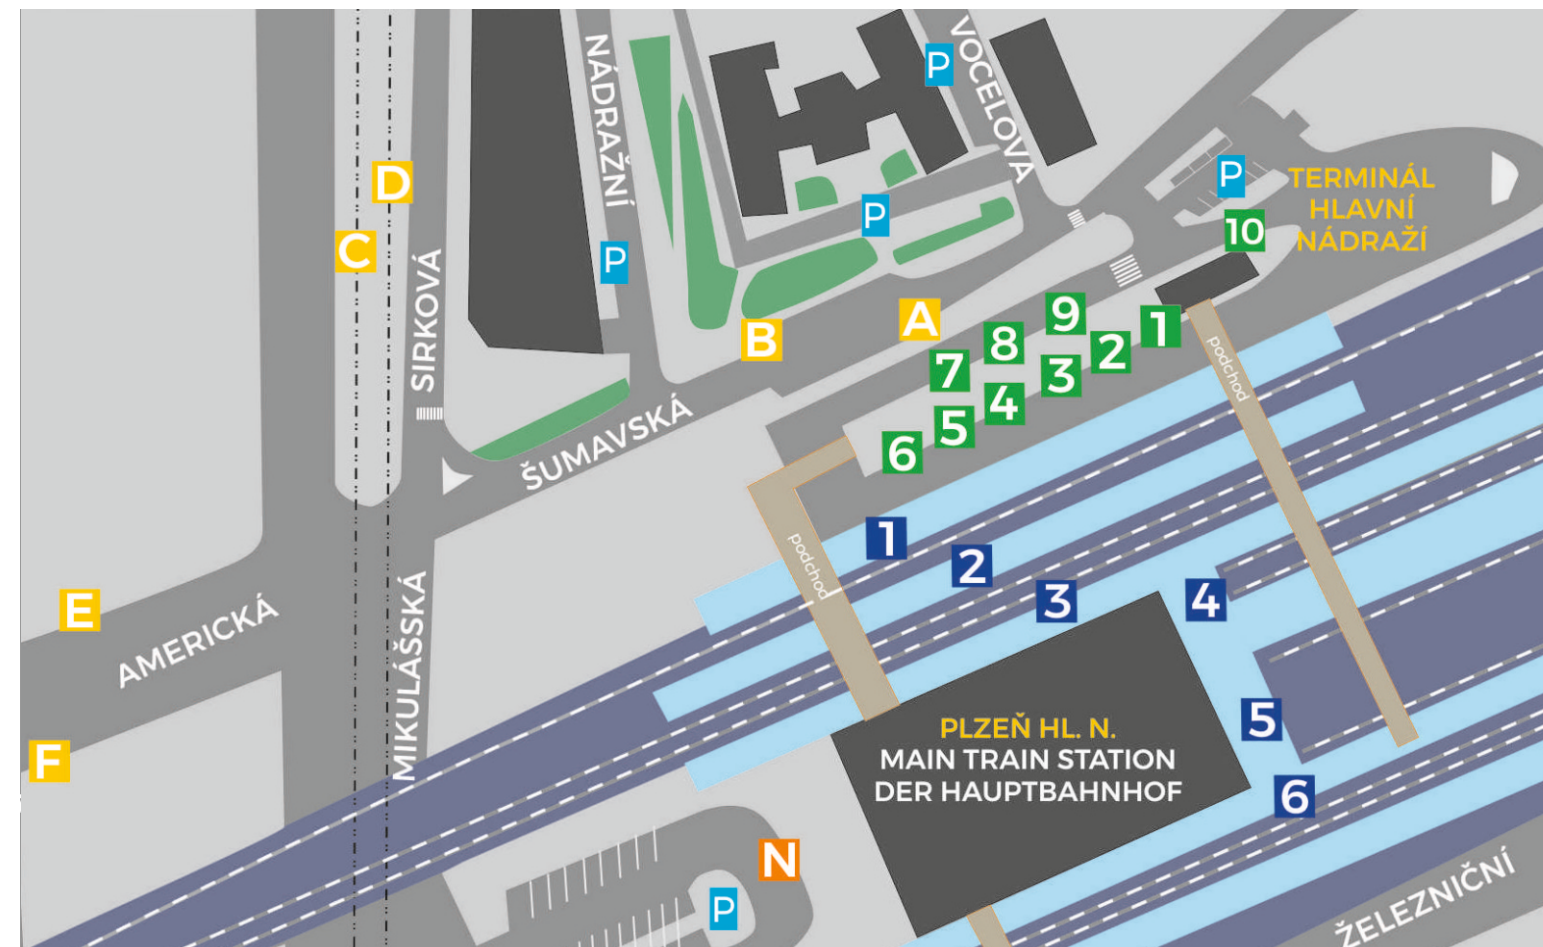 NÁDRAŽNÍ
VOCELOVA
P
D
P
TERMINÁL
HLAVNÍ
NÁDRAŽÍ
P
10
C
P
SIRKOVÁ
B
A
9
1
8
2
7
3
4
5
6
podchod
ŠUMAVSKÁ
1
2
3
4
podchod
E
AMERICKÁ
MIKULÁŠSKÁ
F
PLZEŇ HL. N.
MAIN TRAIN STATION
DER HAUPTBAHNHOF
5
6
N
P
ŽELEZNIČNÍ